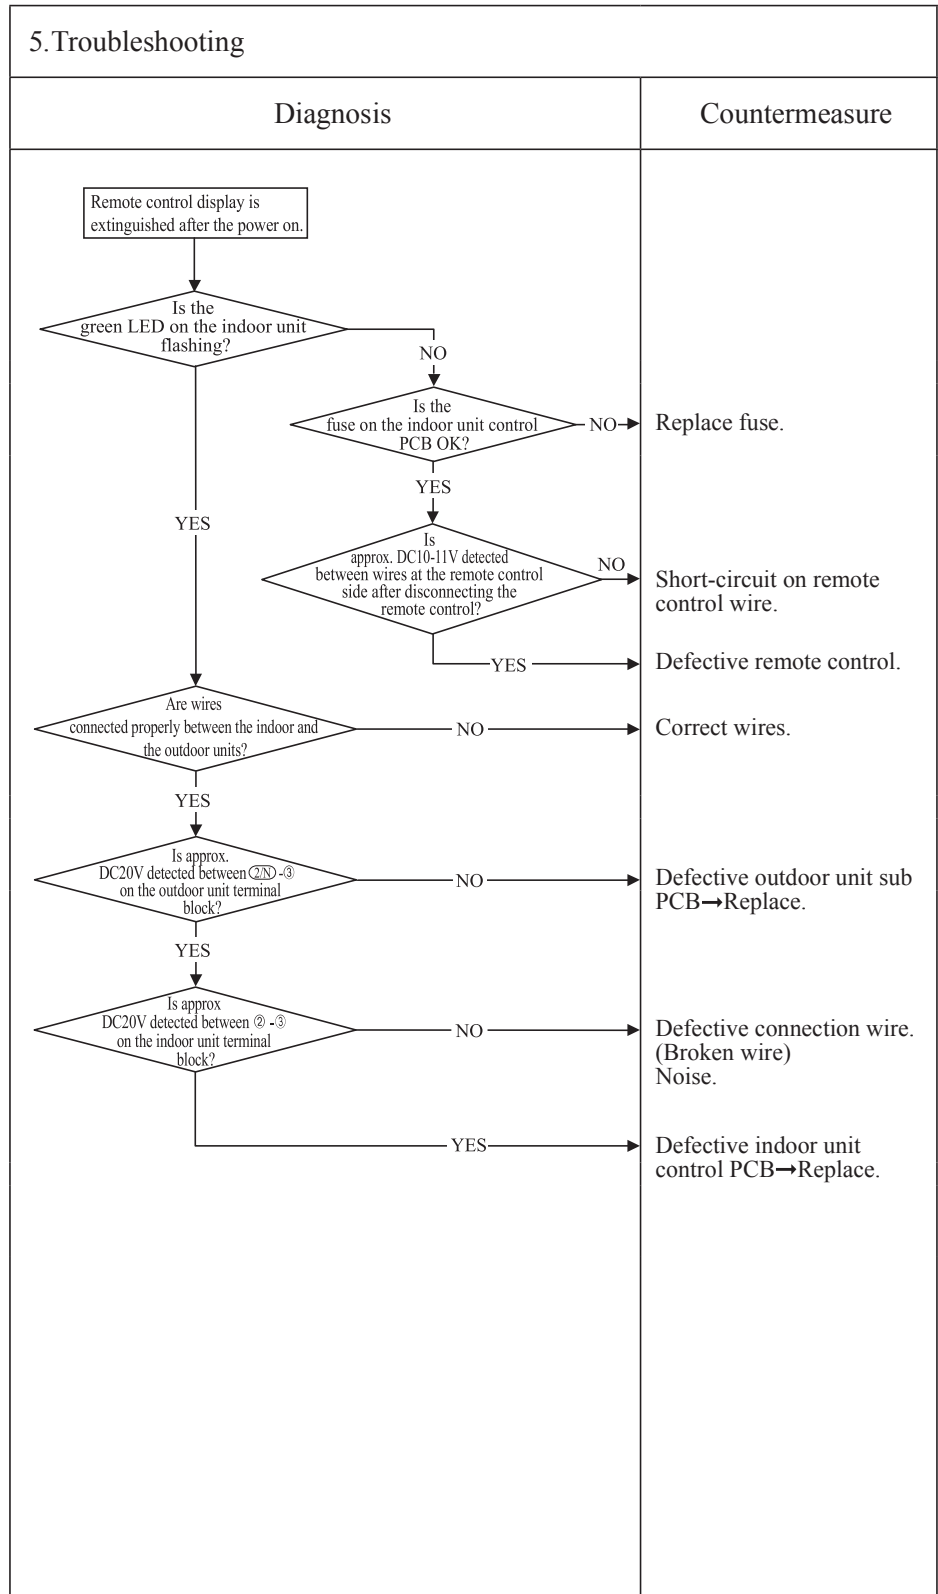 5.Troubleshooting
Diagnosis
Countermeasure
Remote control display is
extinguished after the power on.
Is the
green LED on the indoor unit
flashing?
NO
Is the
fuse on the indoor unit control
PCB OK?
NO
Replace fuse.
YES
YES
Is
approx. DC10-11V detected
between wires at the remote control
side after disconnecting the
remote control?
NO
Short-circuit on remote
control wire.
YES
Defective remote control.
Are wires
connected properly between the indoor and
the outdoor units?
NO
Correct wires.
YES
Is approx.
DC20V detected between 2/N -③
on the outdoor unit terminal
block?
NO
Defective outdoor unit sub
PCB→Replace.
YES
Is approx
DC20V detected between ② -③
on the indoor unit terminal
block?
NO
Defective connection wire.
(Broken wire)
Noise.
YES
Defective indoor unit
control PCB→Replace.